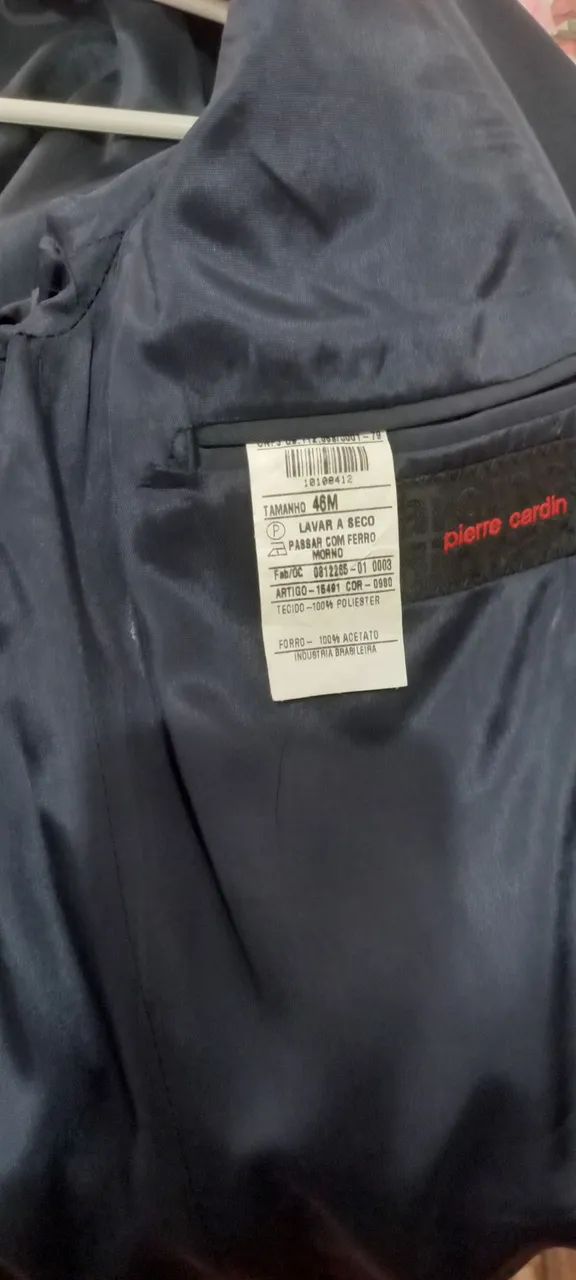 10108412
TAMANHO 46M
P LAVAR A SECO
PASSAR COM FERRO
MORNO
Fab/OC 0812265-01 0003
ARTIGO-15491 COR-0980
TECIDO-100% POLIESTER
FORRO- 100% ACETATO
INDUSTRIA BRASILEIRA
pierre cardin